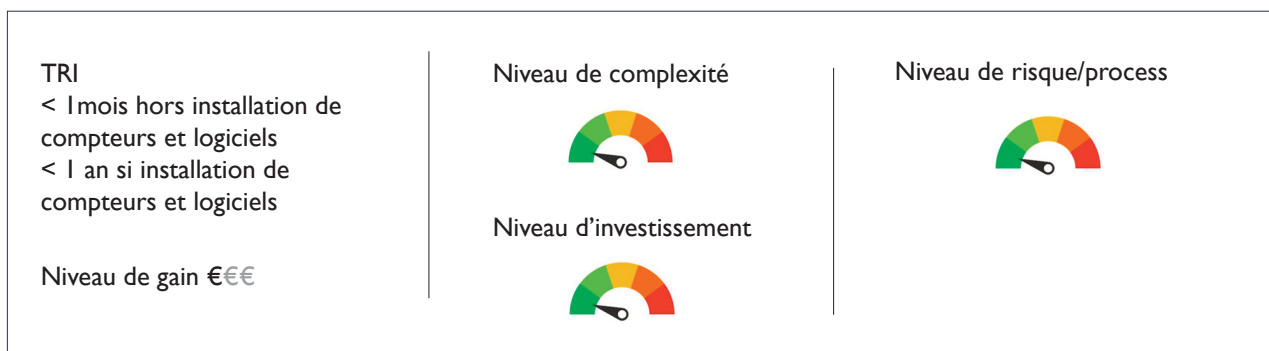 TRI
< 1mois hors installation de
compteurs et logiciels
< 1 an si installation de
compteurs et logiciels
Niveau de gain €€€
Niveau de complexité
Niveau d’investissement
Niveau de risque/process